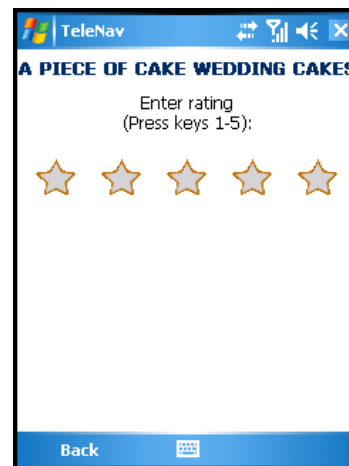 TeleNav
A PIECE OF CAKE WEDDING CAKES
Enter rating
(Press keys 1-5):
Back